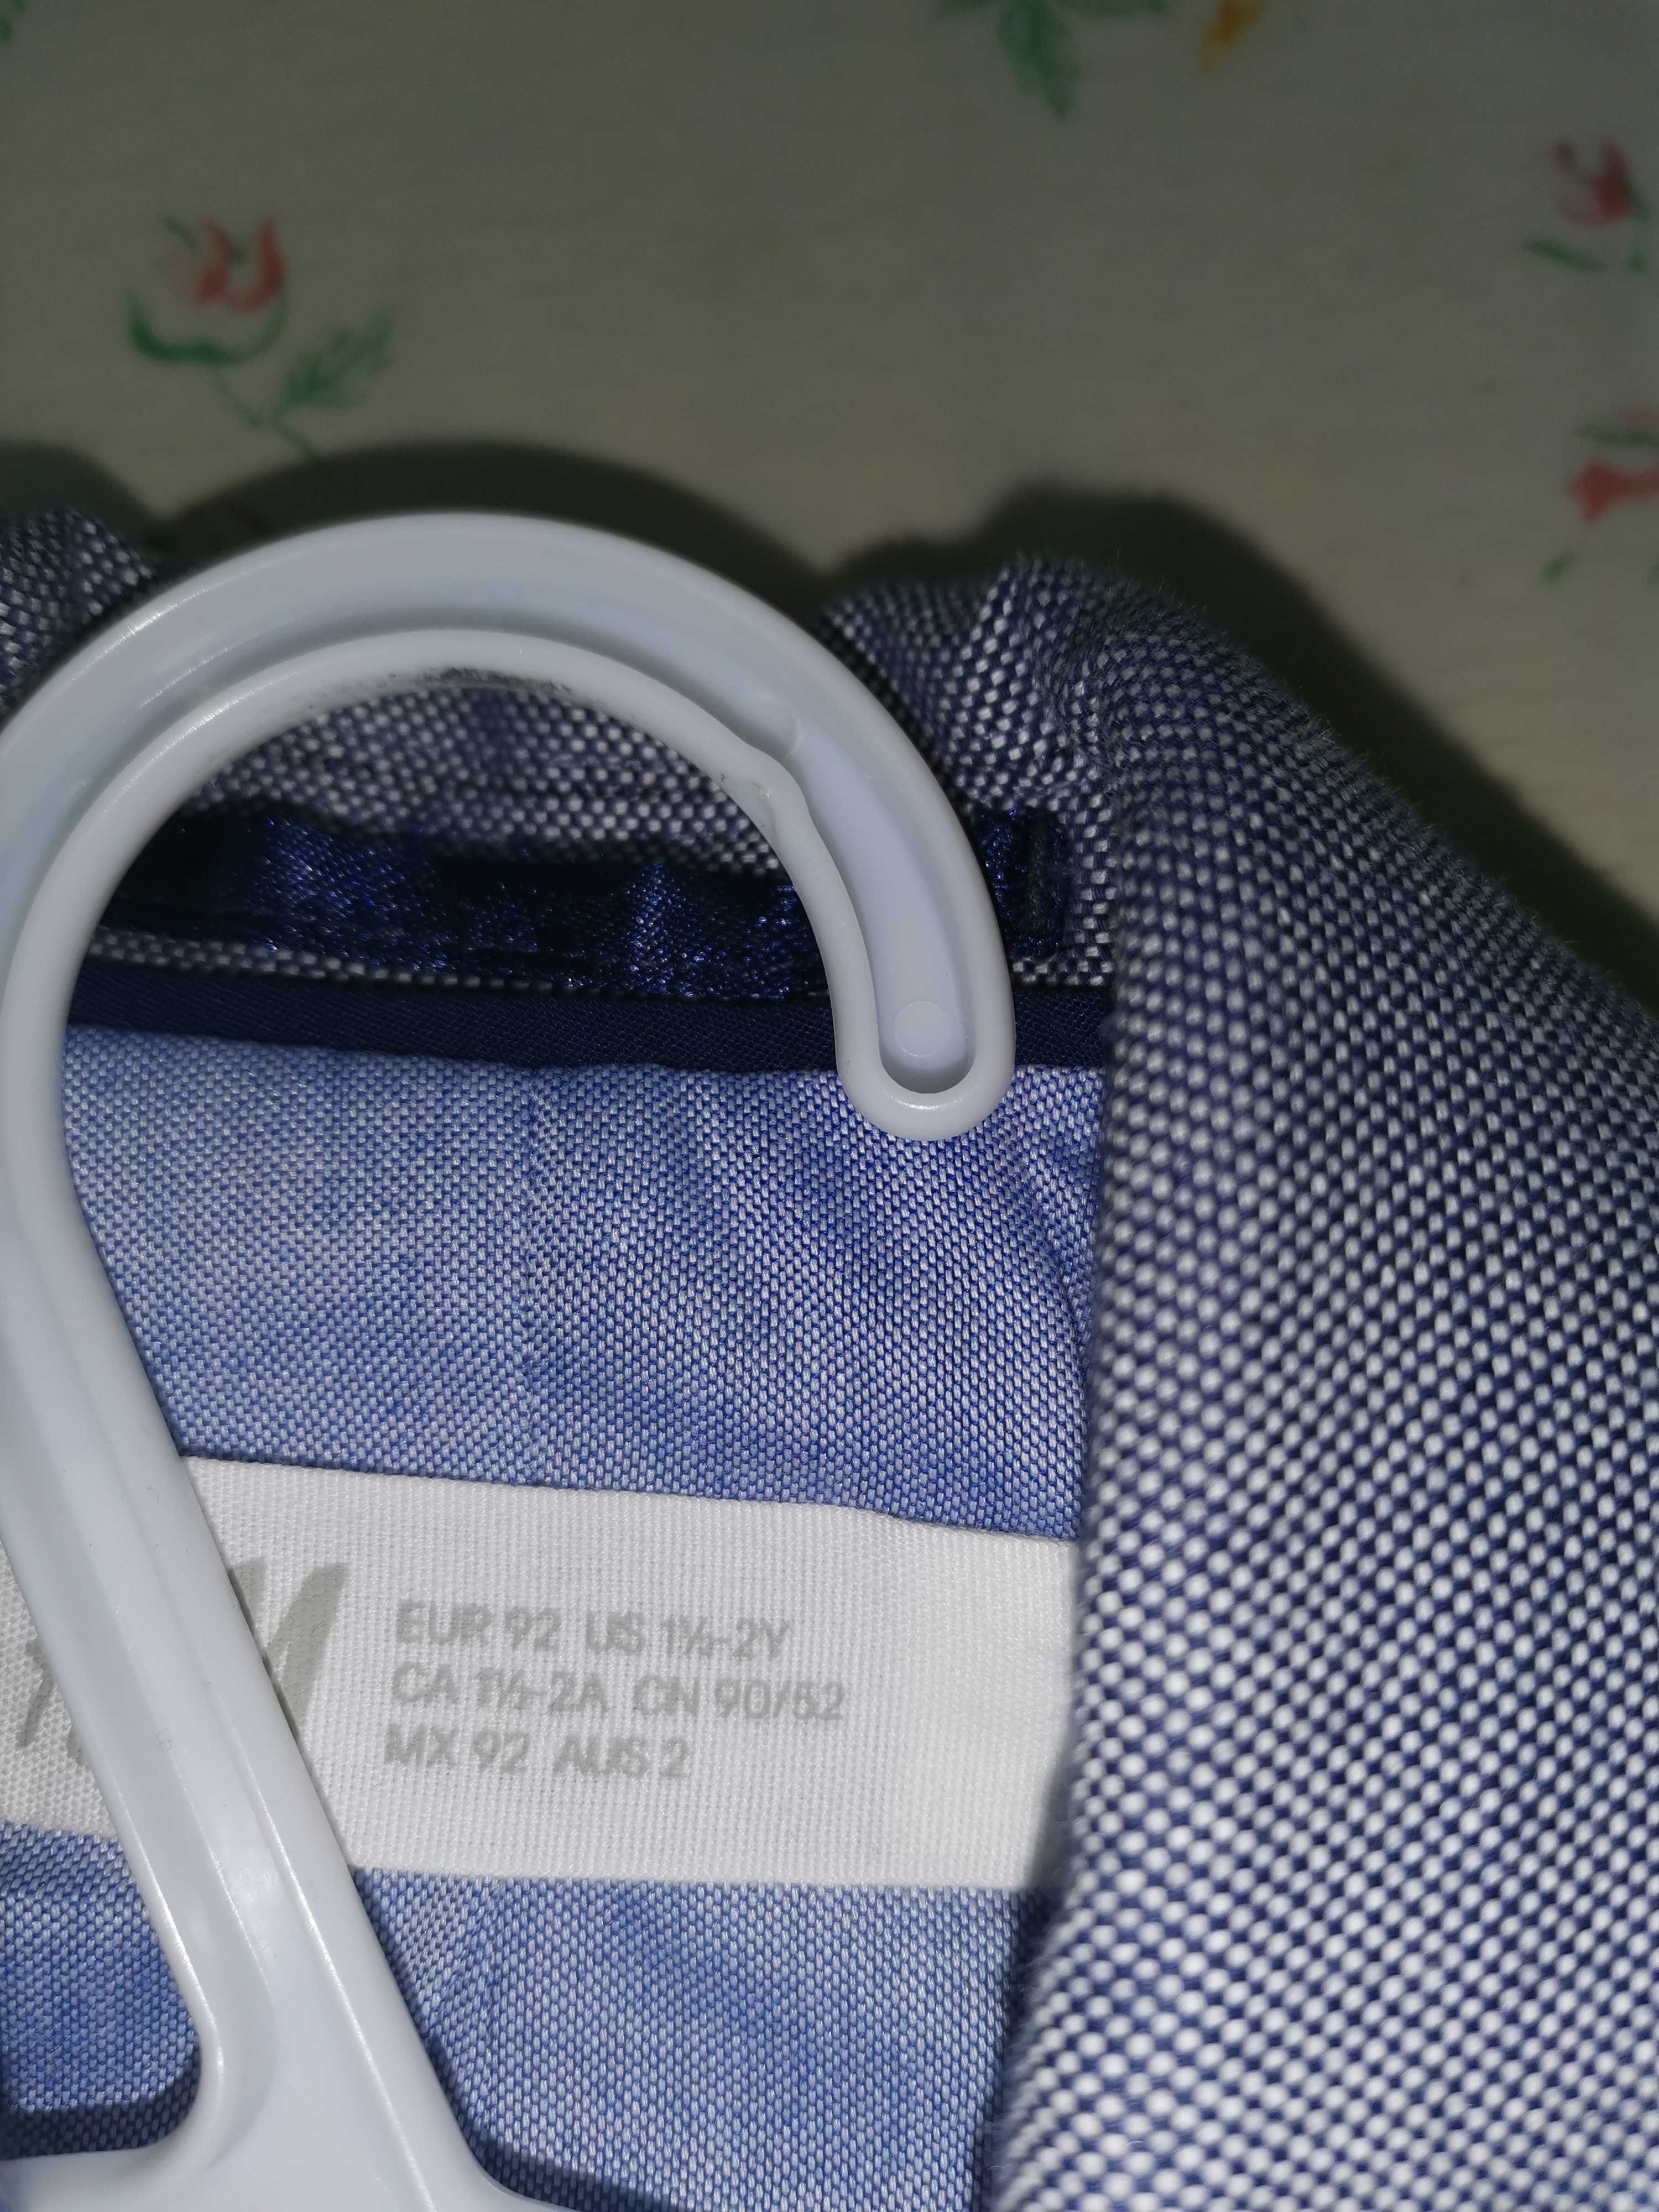 EUR 92 US 1½-2Y
CA 1½-2A CN 90/52
MX 92 AUS 2